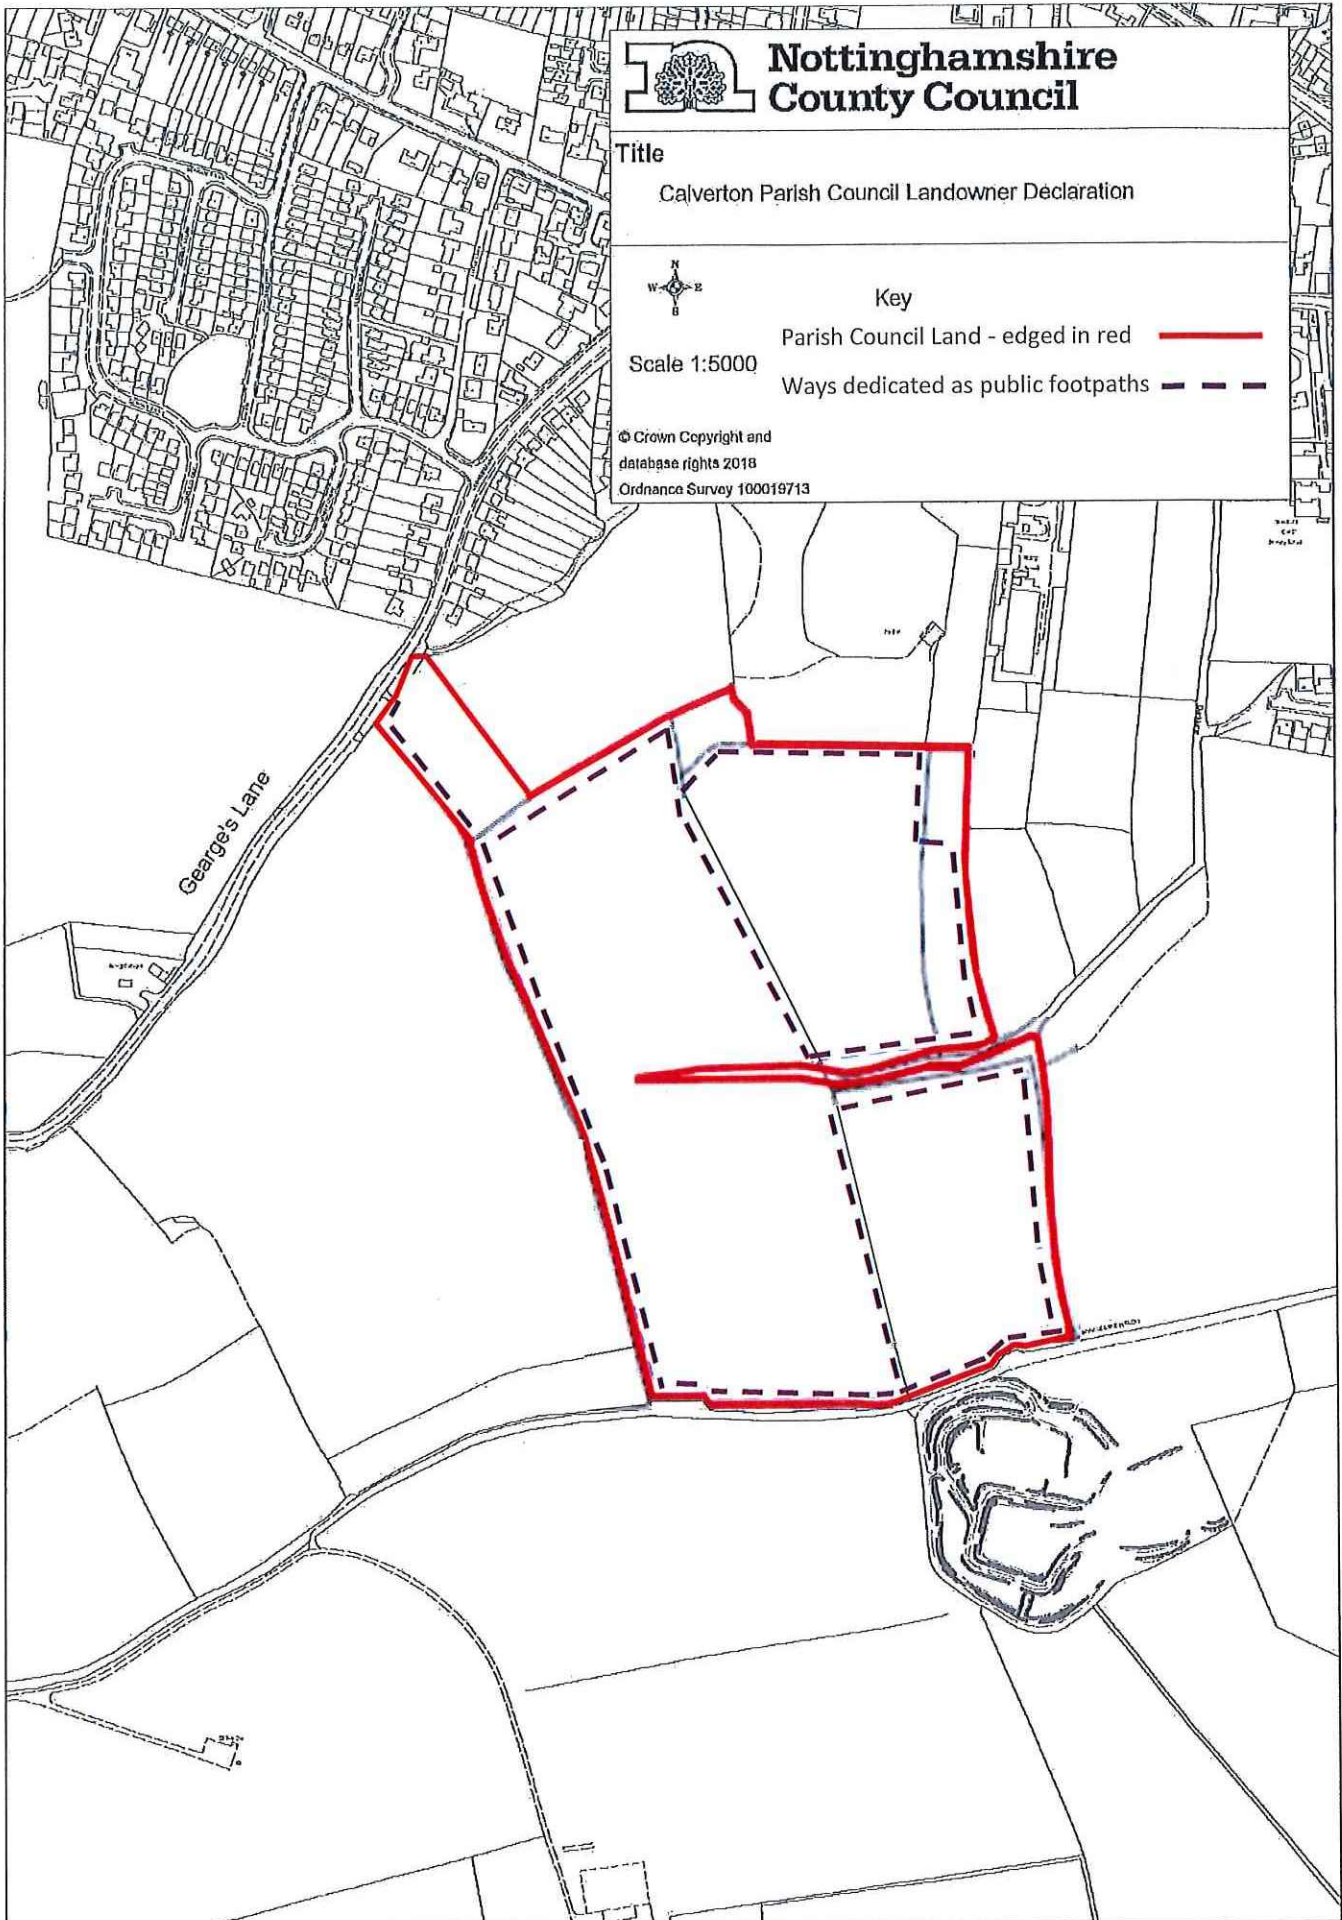 Nottinghamshire
County Council
Title
Calverton Parish Council Landowner Declaration
N
W E
S
Key
Parish Council Land - edged in red
Scale 1:5000
Ways dedicated as public footpaths
© Crown Copyright and
database rights 2018
Ordnance Survey 100019713
Gearge's Lane